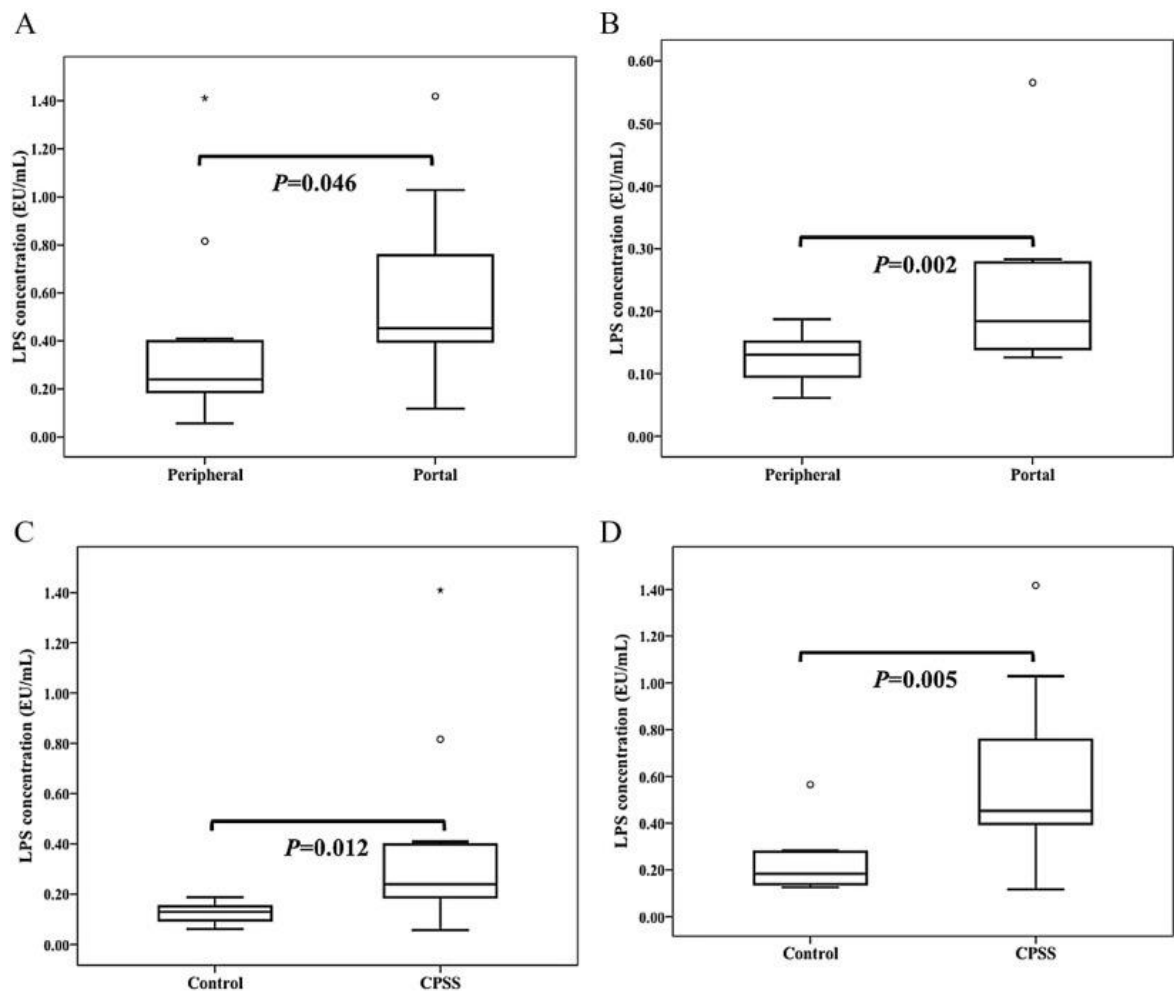 A
LPS concentration (EU/mL)
1.40
1.20
1.00
0.80
0.60
0.40
0.20
0.00
*
P=0.046
Peripheral Portal
B
LPS concentration (EU/mL)
0.60
0.50
0.40
0.30
0.20
0.10
0.00
P=0.002
Peripheral Portal
C
LPS concentration (EU/mL)
1.40
1.20
1.00
0.80
0.60
0.40
0.20
0.00
*
P=0.012
Control CPSS
D
LPS concentration (EU/mL)
1.40
1.20
1.00
0.80
0.60
0.40
0.20
0.00
P=0.005
Control CPSS